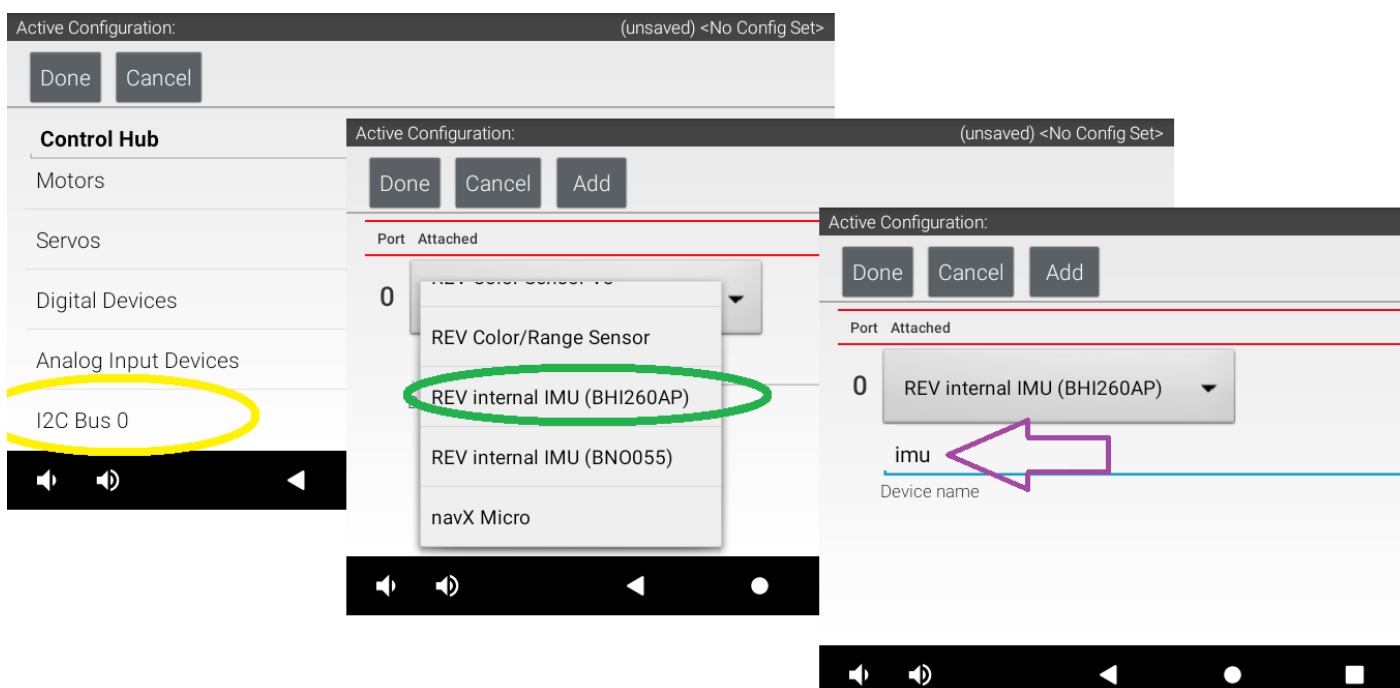 Active Configuration: (unsaved) <No Config Set>
Done Cancel
Control Hub
Motors
Servos
Digital Devices
Analog Input Devices
I2C Bus 0
Active Configuration: (unsaved) <No Config Set>
Done Cancel Add
Port Attached
0
REV Color/Range Sensor
REV internal IMU (BHI260AP)
REV internal IMU (BNO055)
navX Micro
Active Configuration:
Done Cancel Add
Port Attached
0 REV internal IMU (BHI260AP)
imu
Device name